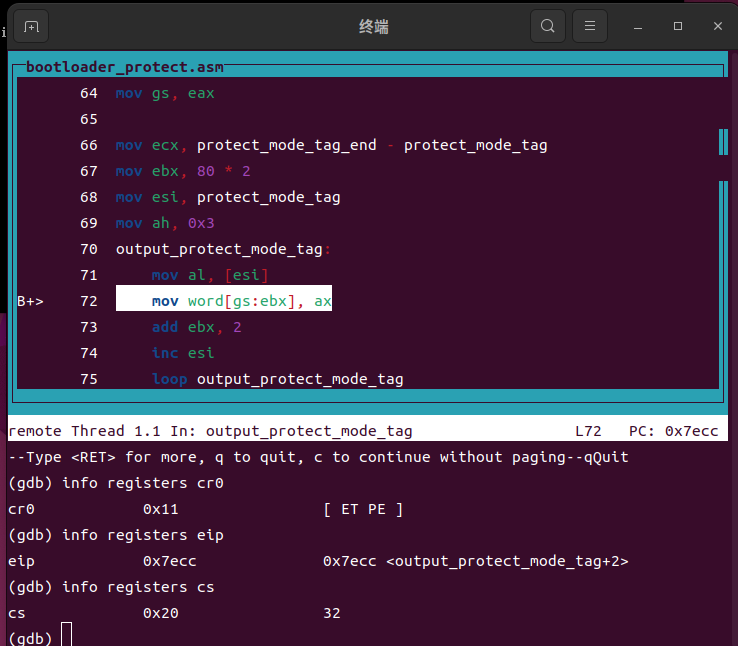 终端
bootloader_protect.asm
64 mov gs, eax
65
66 mov ecx, protect_mode_tag_end - protect_mode_tag
67 mov ebx, 80 * 2
68 mov esi, protect_mode_tag
69 mov ah, 0x3
70 output_protect_mode_tag:
71 mov al, [esi]
B+> 72 mov word[gs:ebx], ax
73 add ebx, 2
74 inc esi
75 loop output_protect_mode_tag
remote Thread 1.1 In: output_protect_mode_tag L72 PC: 0x7ecc
--Type <RET> for more, q to quit, c to continue without paging--qQuit
(gdb) info registers cr0
cr0 0x11 [ ET PE ]
(gdb) info registers eip
eip 0x7ecc 0x7ecc <output_protect_mode_tag+2>
(gdb) info registers cs
cs 0x20 32
(gdb)